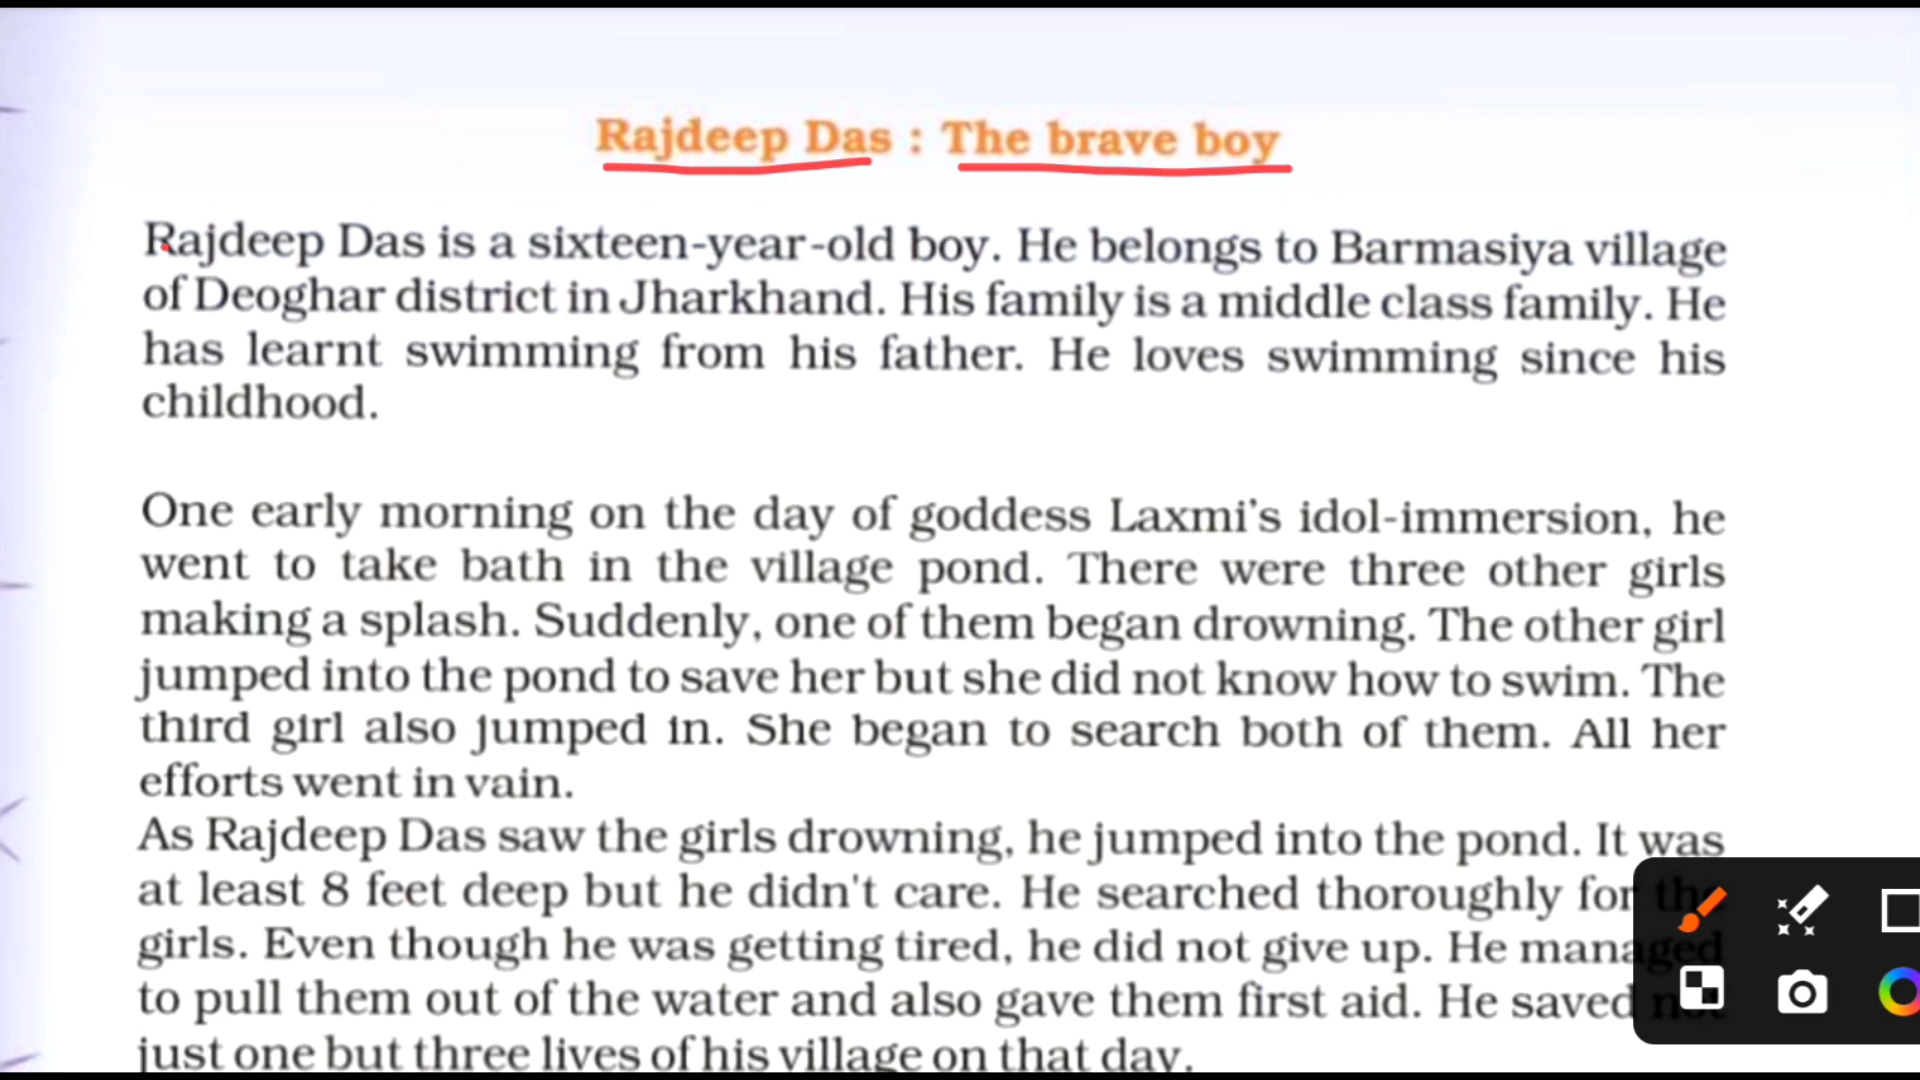 Rajdeep Das : The brave boy
Rajdeep Das is a sixteen-year-old boy. He belongs to Barmasiya village
of Deoghar district in Jharkhand. His family is a middle class family. He
has learnt swimming from his father. He loves swimming since his
childhood.
One early morning on the day of goddess Laxmi's idol-immersion, he
went to take bath in the village pond. There were three other girls
making a splash. Suddenly, one of them began drowning. The other girl
jumped into the pond to save her but she did not know how to swim. The
third girl also jumped in. She began to search both of them. All her
efforts went in vain.
As Rajdeep Das saw the girls drowning, he jumped into the pond. It was
at least 8 feet deep but he didn't care. He searched thoroughly for the
girls. Even though he was getting tired, he did not give up. He managed
to pull them out of the water and also gave them first aid. He saved not
just one but three lives of his village on that day.